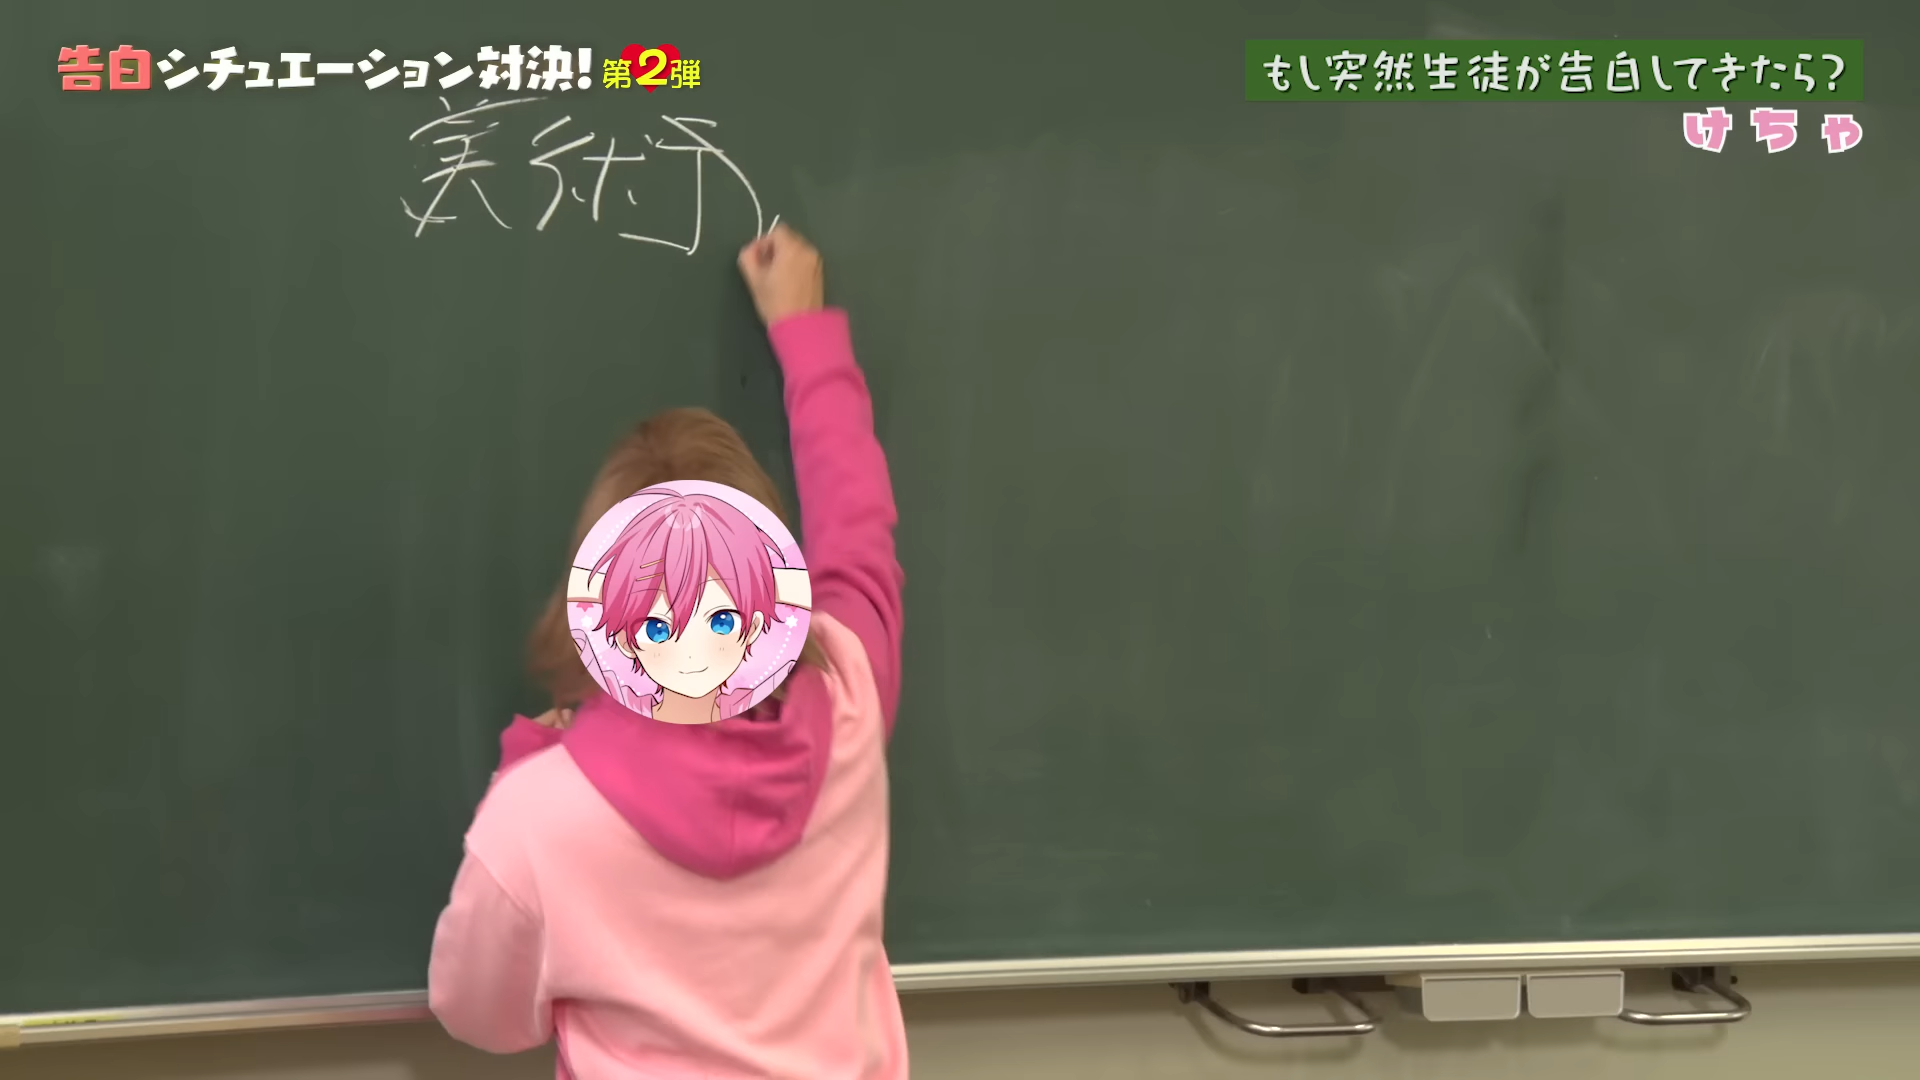 告白シチュエーション対決!第2弾
もし突然生徒が告白してきたら?
けちゃ
美術